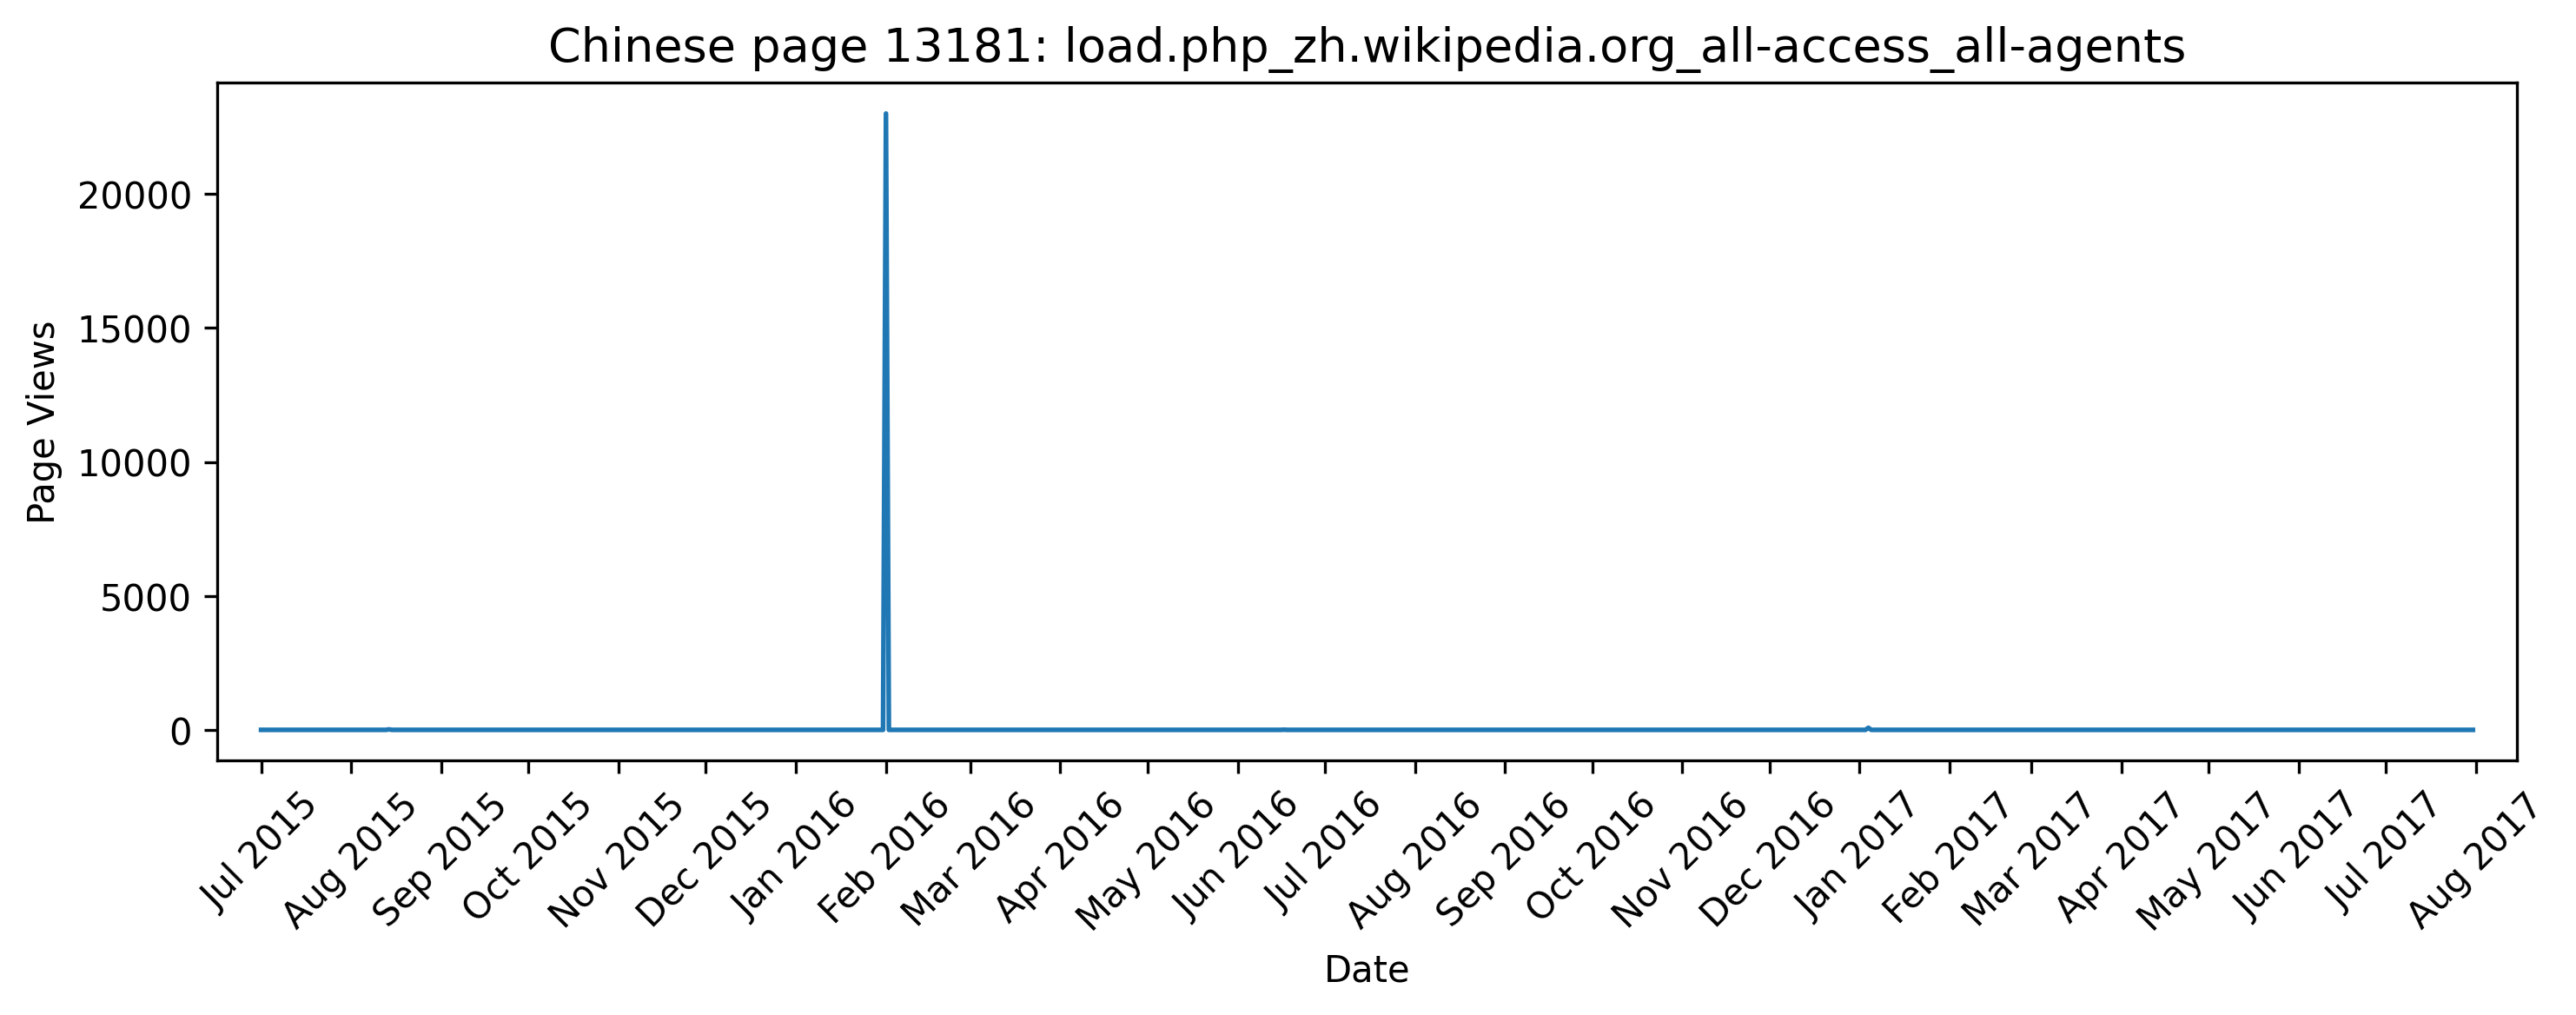 Chinese page 13181: load.php_zh.wikipedia.org_all-access_all-agents
Page Views
20000
15000
10000
5000
0
Jul 2015
Aug 2015
Sep 2015
Oct 2015
Nov 2015
Dec 2015
Jan 2016
Feb 2016
Mar 2016
Apr 2016
May 2016
Jun 2016
Jul 2016
Aug 2016
Sep 2016
Oct 2016
Nov 2016
Dec 2016
Jan 2017
Feb 2017
Mar 2017
Apr 2017
May 2017
Jun 2017
Jul 2017
Aug 2017
Date